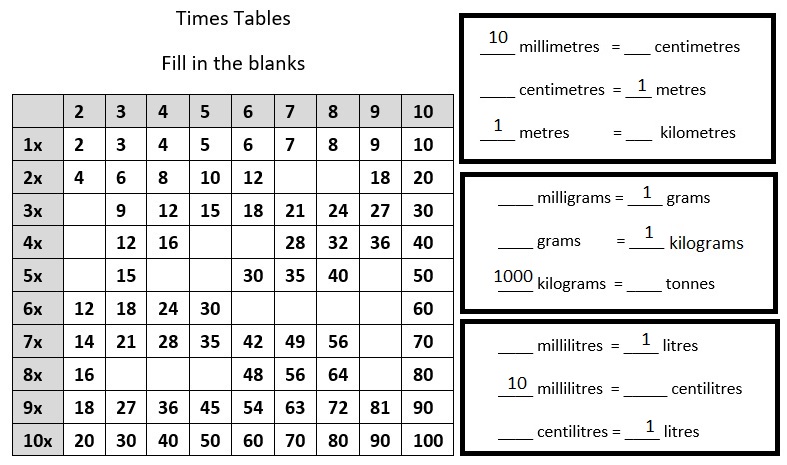 Times Tables
Fill in the blanks
2 3 4 5 6 7 8 9 10
1x 2 3 4 5 6 7 8 9 10
2x 4 6 8 10 12 18 20
3x 9 12 15 18 21 24 27 30
4x 12 16 28 32 36 40
5x 15 30 35 40 50
6x 12 18 24 30 60
7x 14 21 28 35 42 49 56 70
8x 16 48 56 64 80
9x 18 27 36 45 54 63 72 81 90
10x 20 30 40 50 60 70 80 90 100
10 millimetres = ___ centimetres
____ centimetres = 1 metres
1 metres = ___ kilometres
____ milligrams = 1 grams
____ grams = 1 kilograms
1000 kilograms = ____ tonnes
____ millilitres = 1 litres
10 millilitres = _____ centilitres
____ centilitres = 1 litres